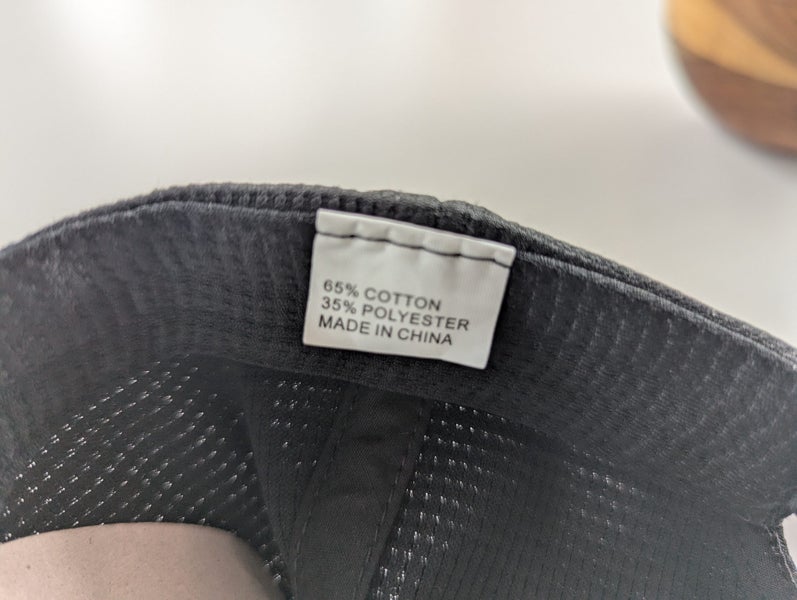 65% COTTON
35% POLYESTER
MADE IN CHINA